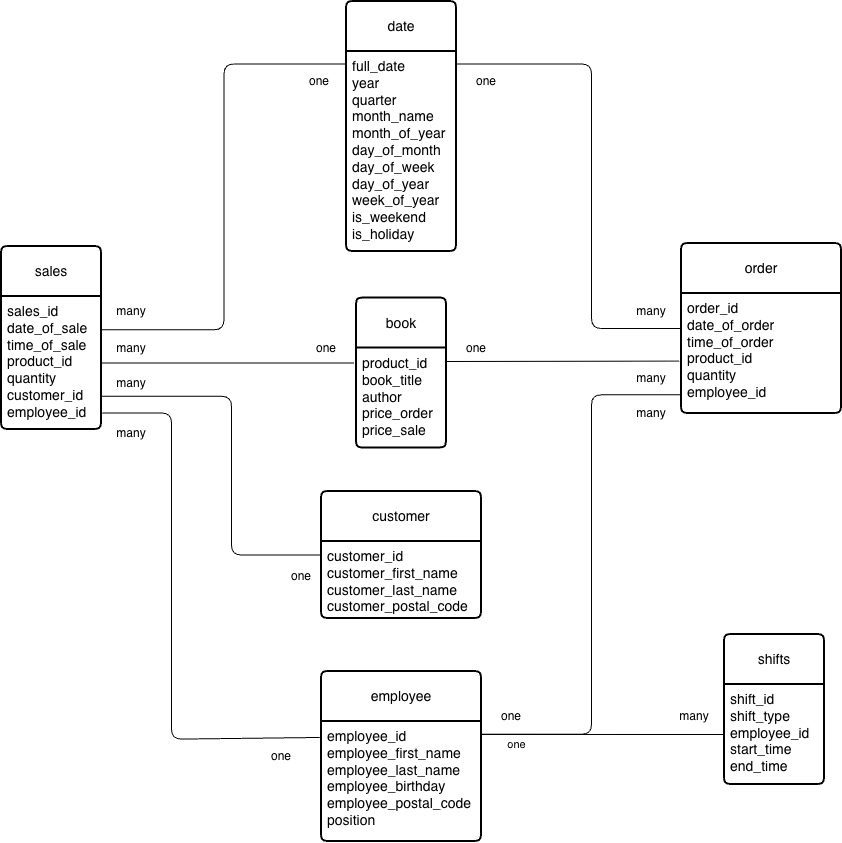 date
full_date
year
quarter
month_name
month_of_year
day_of_month
day_of_week
day_of_year
week_of_year
is_weekend
is_holiday
one
one
sales
sales_id
date_of_sale
time_of_sale
product_id
quantity
customer_id
employee_id
many
many
many
many
book
product_id
book_title
author
price_order
price_sale
one
one
order
order_id
date_of_order
time_of_order
product_id
quantity
employee_id
many
many
many
customer
customer_id
customer_first_name
customer_last_name
customer_postal_code
one
employee
employee_id
employee_first_name
employee_last_name
employee_birthday
employee_postal_code
position
one
one
one
many
shifts
shift_id
shift_type
employee_id
start_time
end_time